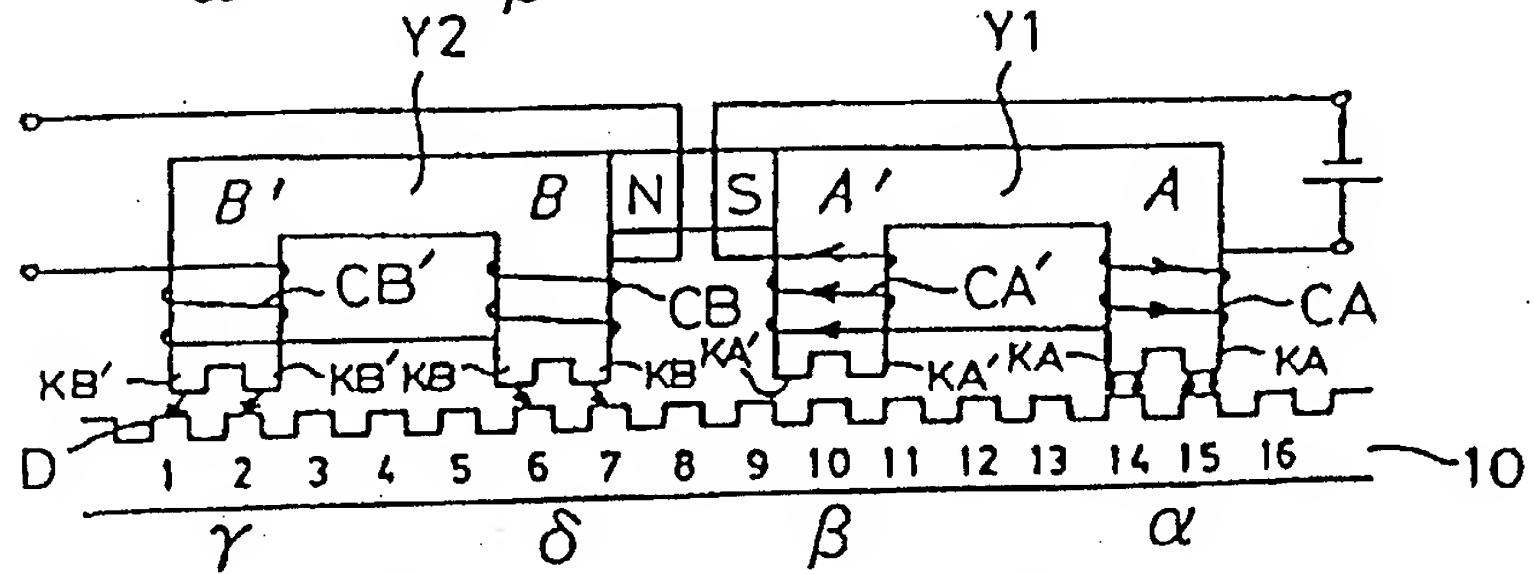 Y2 Y1
B' B N S A' A
CB' CB CA' CA
KB' KB' KB KB KA' KA' KA KA
D 1 2 3 4 5 6 7 8 9 10 11 12 13 14 15 16 10
γ δ β α